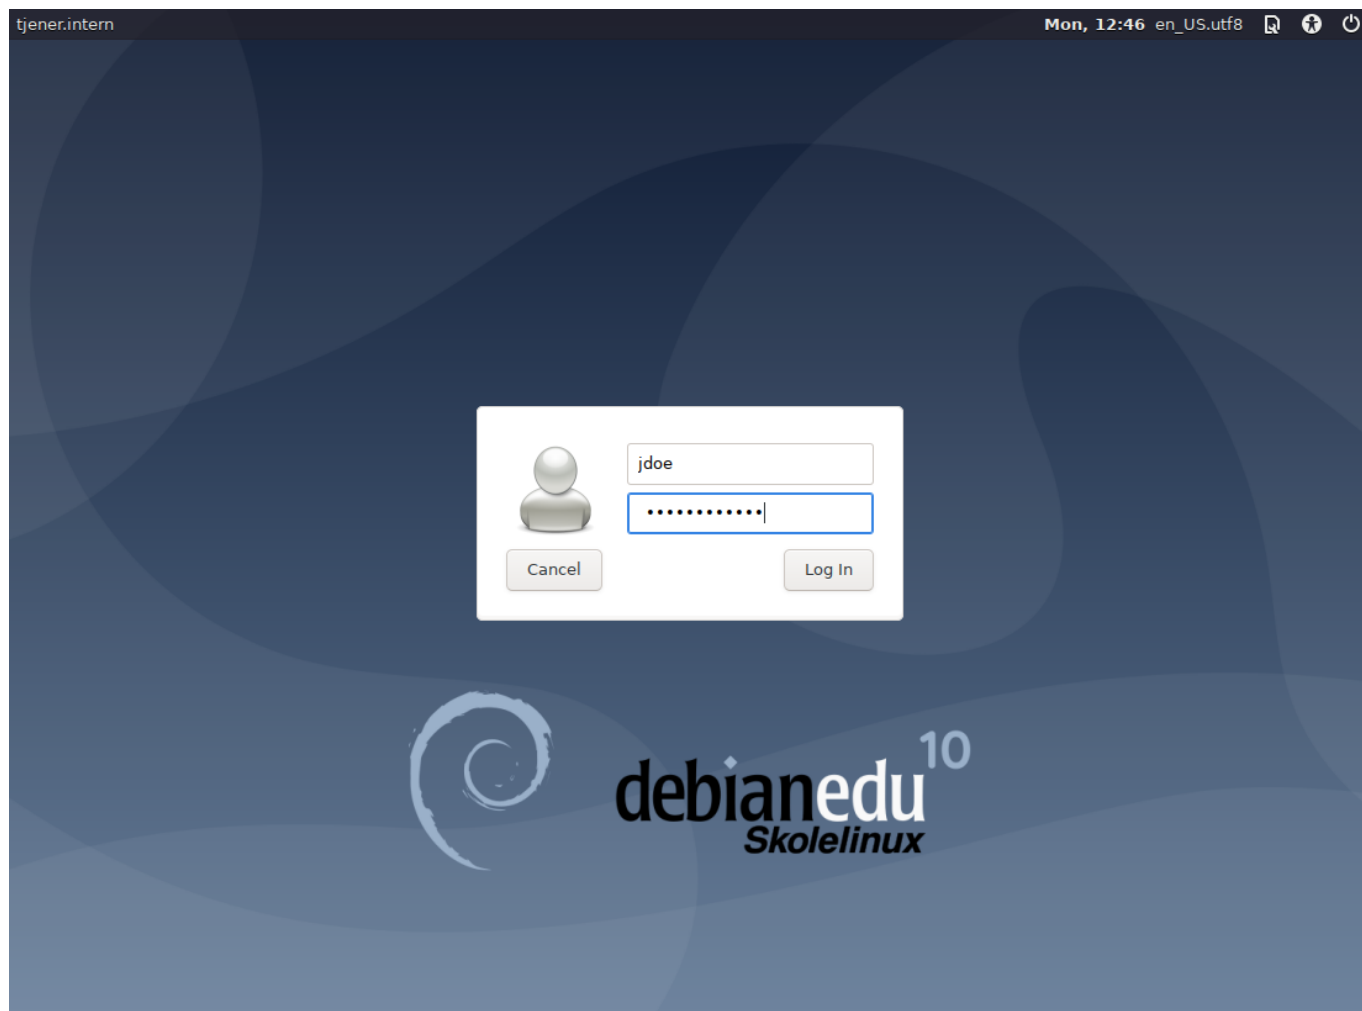 tjener.intern
Mon, 12:46 en_US.utf8
jdoe
••••••••••••
Cancel
Log In
debianedu 10
Skolelinux